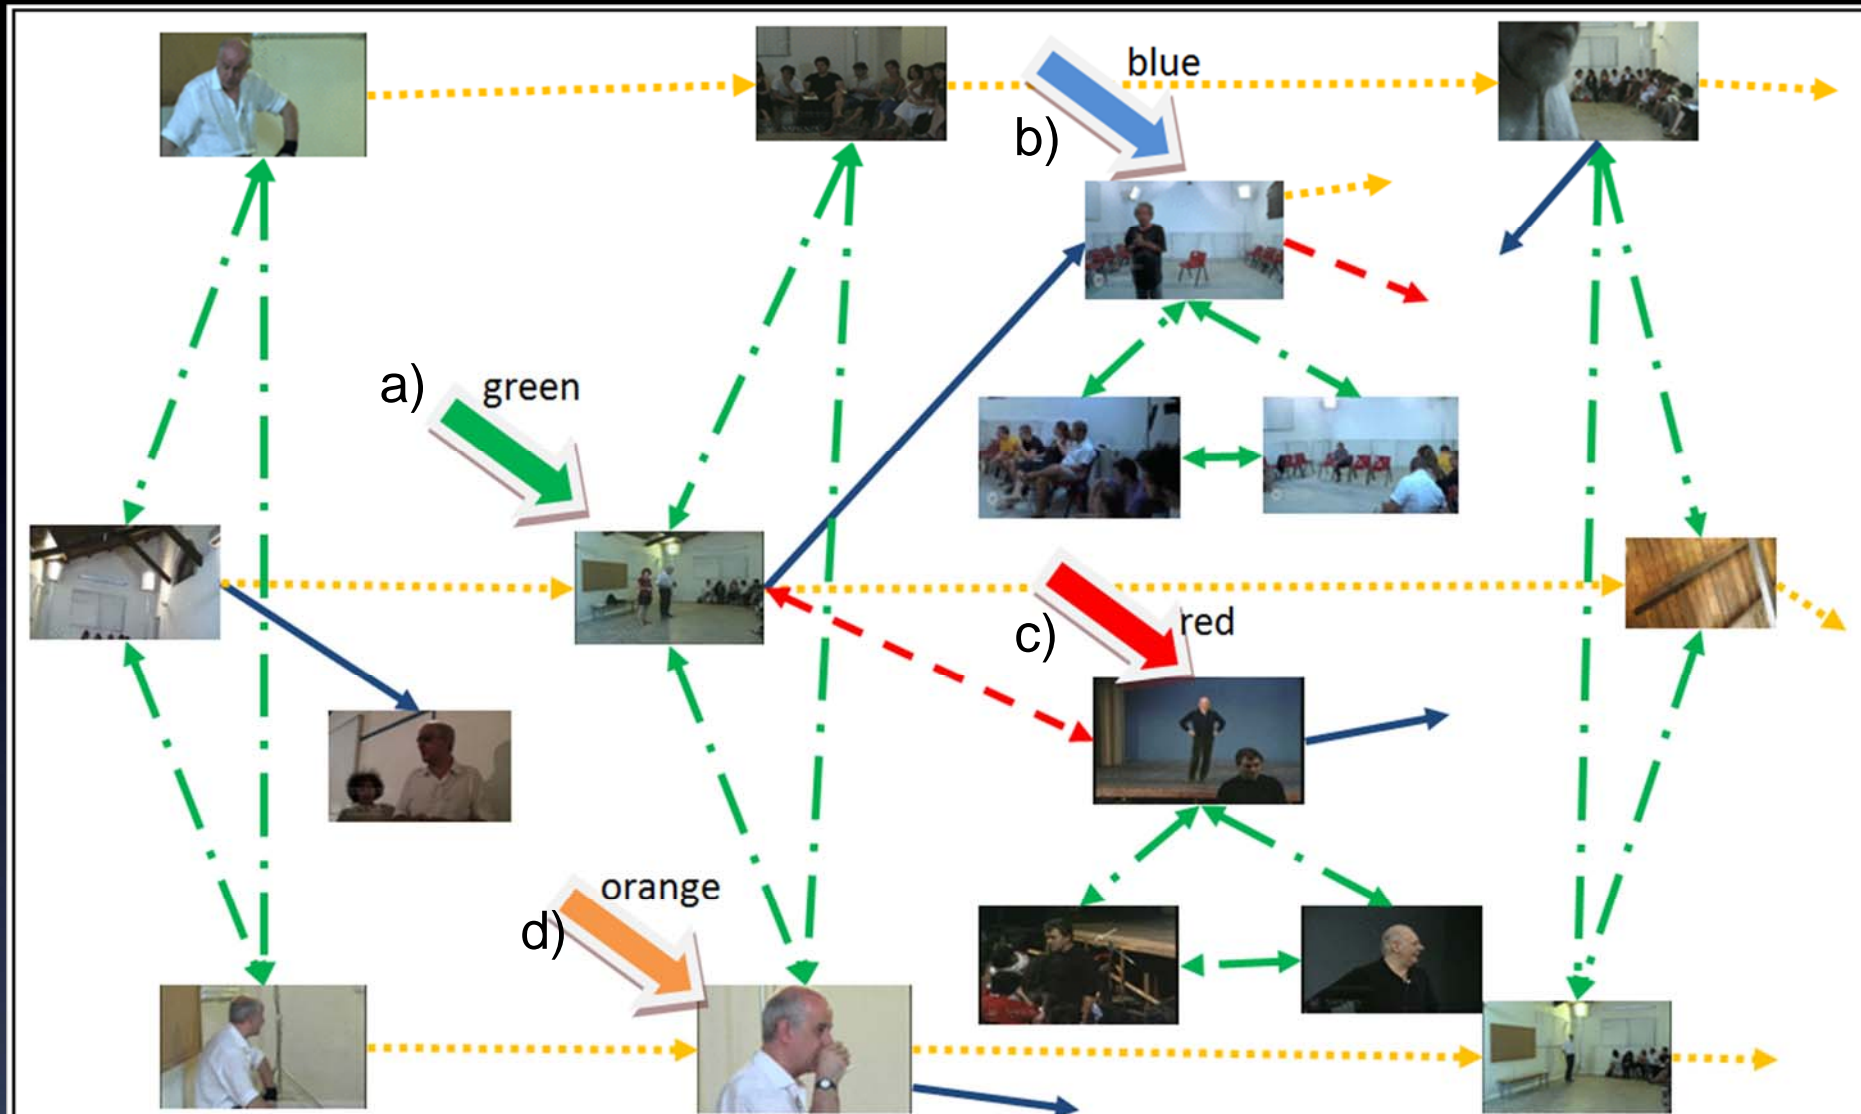 blue
b)
a)
green
c)
red
orange
d)